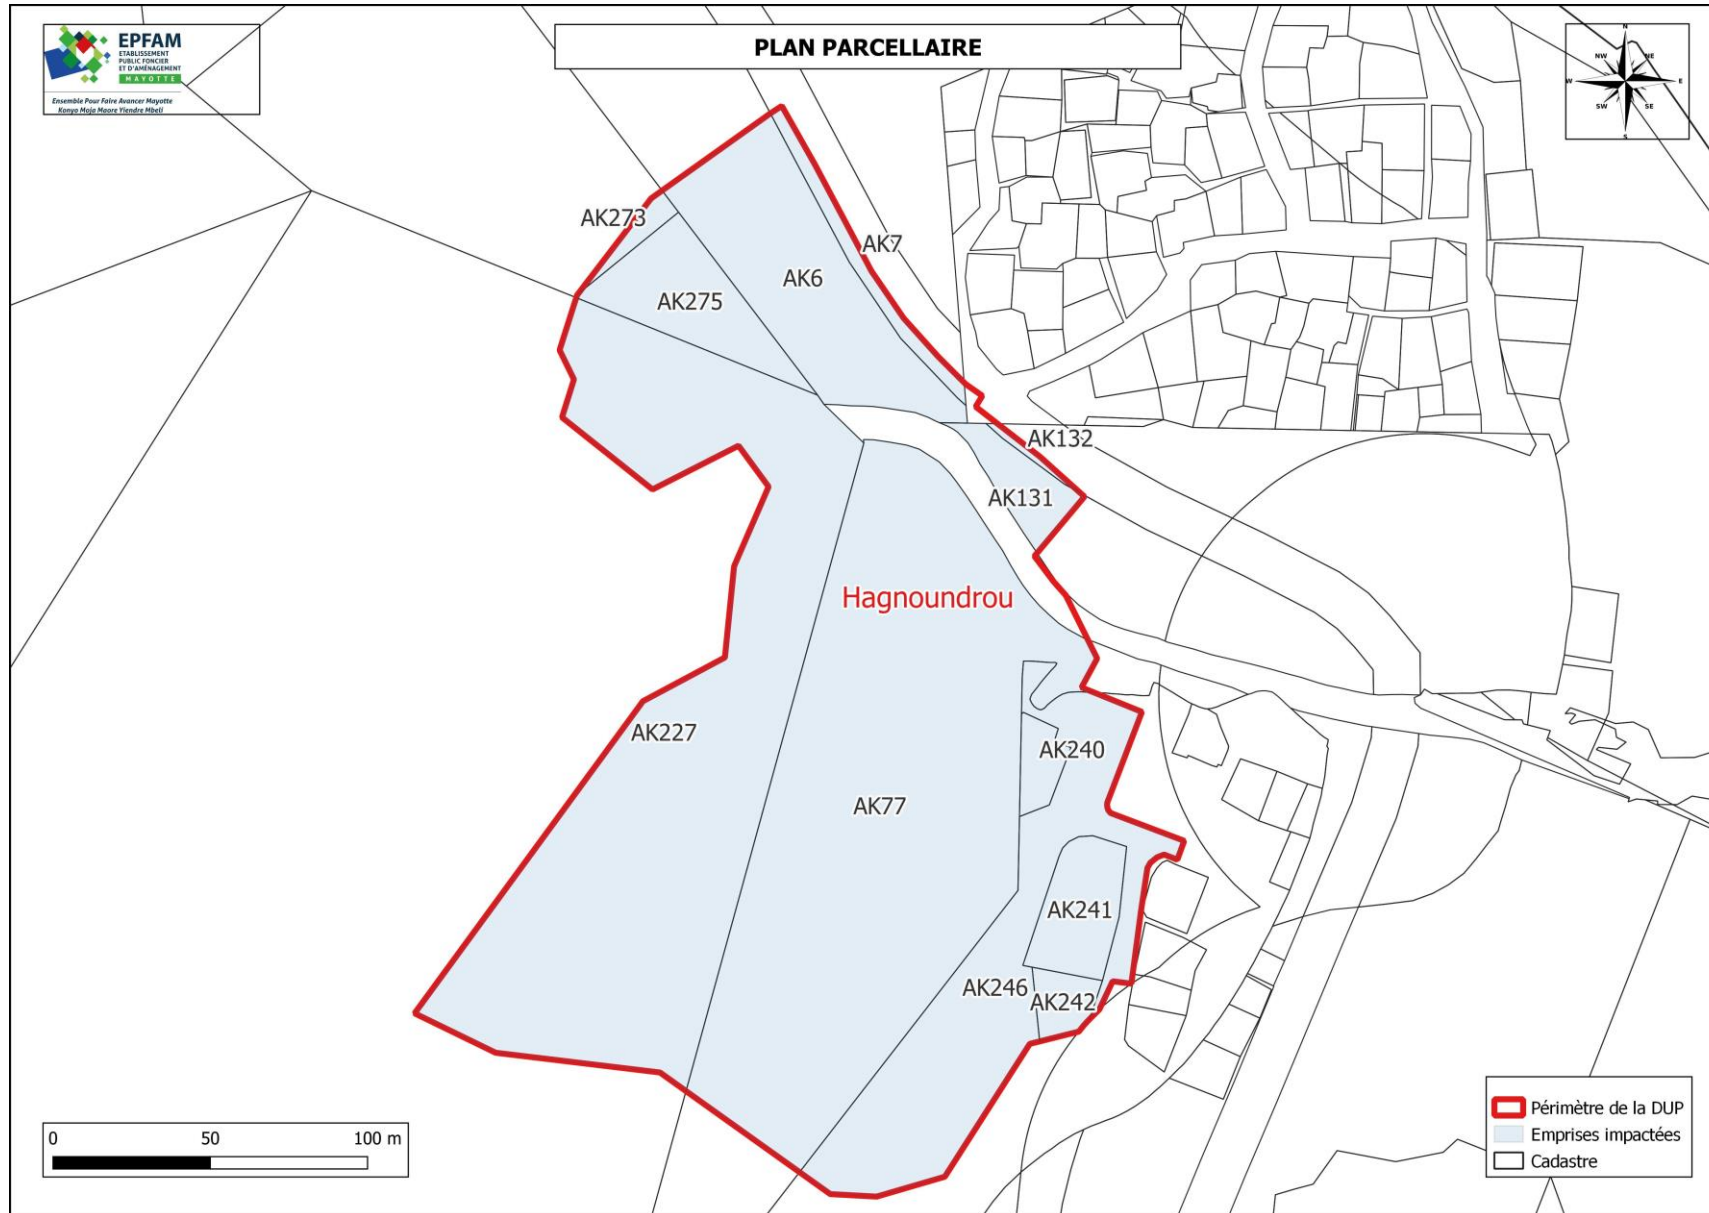 EPFAM
ETABLISSEMENT
PUBLIC FONCIER
ET D'AMÉNAGEMENT
MAYOTTE
Ensemble Pour Faire Avancer Mayotte
Konyo Moja Maore Yiendre Mbeli
PLAN PARCELLAIRE
N
NW
NE
W
E
SW
SE
S
AK273
AK7
AK6
AK275
AK132
AK131
Hagnoundrou
AK227
AK240
AK77
AK241
AK246
AK242
0 50 100 m
Périmètre de la DUP
Emprises impactées
Cadastre